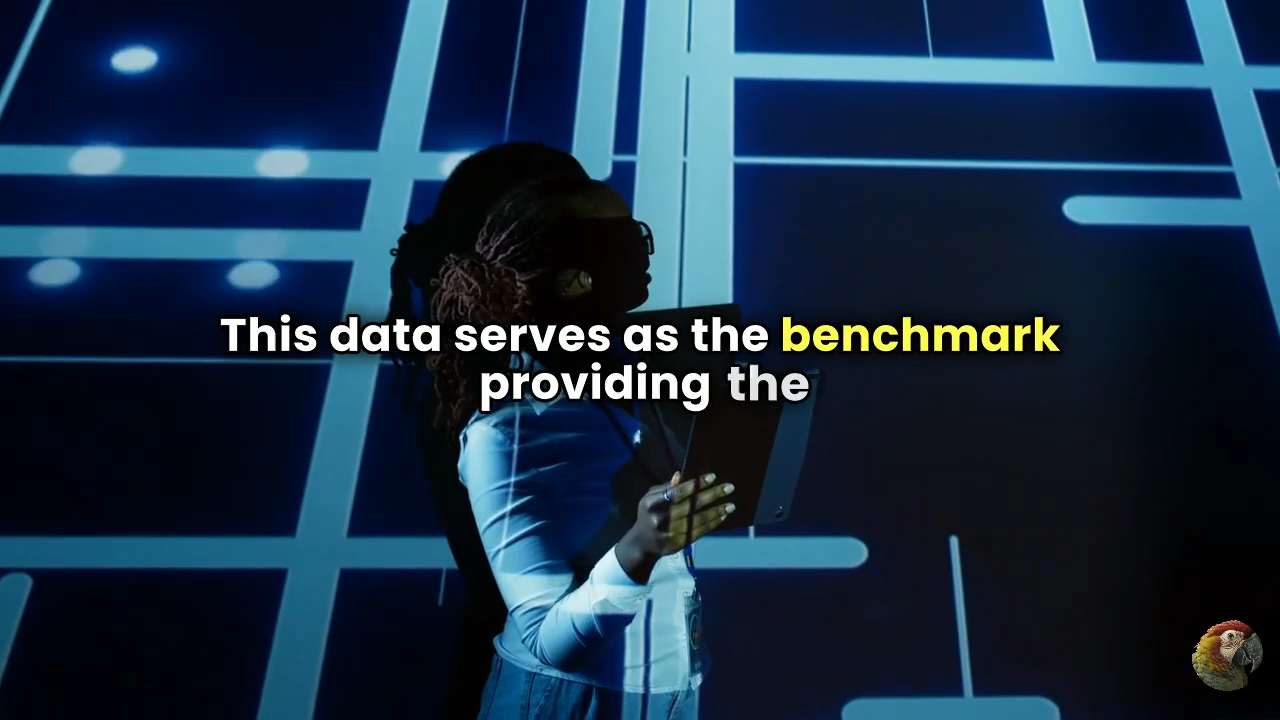 This data serves as the benchmark
providing the